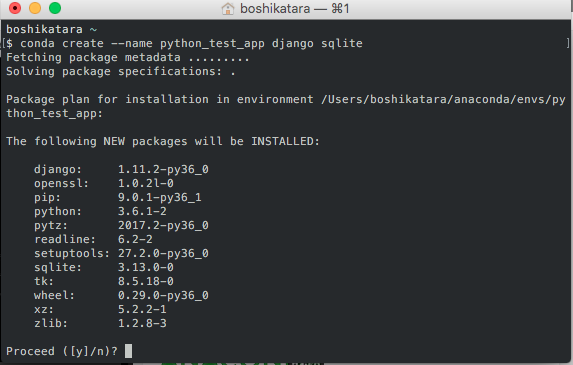 boshikatara — ⌘1
boshikatara ~
$ conda create --name python_test_app django sqlite
Fetching package metadata .........
Solving package specifications: .
Package plan for installation in environment /Users/boshikatara/anaconda/envs/py
thon_test_app:
The following NEW packages will be INSTALLED:
django: 1.11.2-py36_0
openssl: 1.0.2l-0
pip: 9.0.1-py36_1
python: 3.6.1-2
pytz: 2017.2-py36_0
readline: 6.2-2
setuptools: 27.2.0-py36_0
sqlite: 3.13.0-0
tk: 8.5.18-0
wheel: 0.29.0-py36_0
xz: 5.2.2-1
zlib: 1.2.8-3
Proceed ([y]/n)?